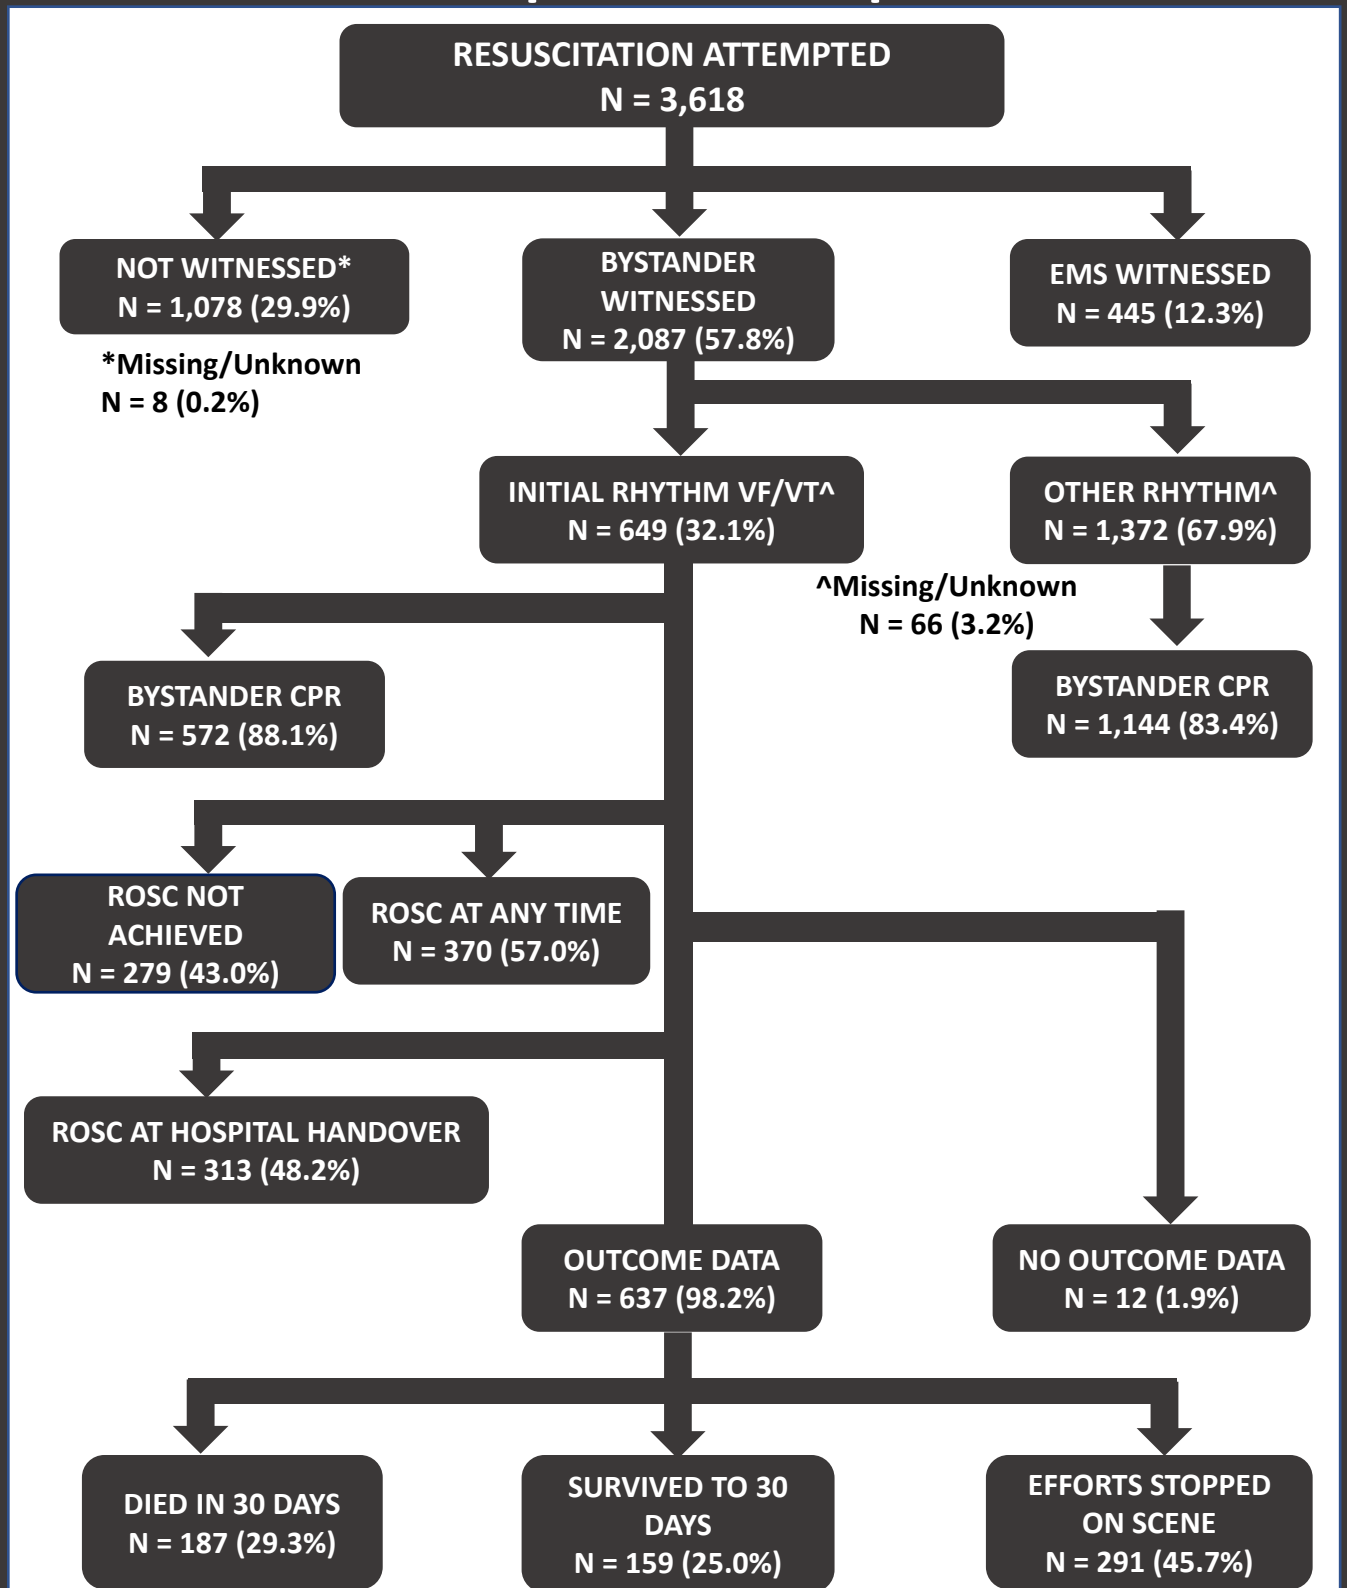 RESUSCITATION ATTEMPTED
N = 3,618
NOT WITNESSED*
N = 1,078 (29.9%)
*Missing/Unknown
N = 8 (0.2%)
BYSTANDER
WITNESSED
N = 2,087 (57.8%)
EMS WITNESSED
N = 445 (12.3%)
INITIAL RHYTHM VF/VT^
N = 649 (32.1%)
OTHER RHYTHM^
N = 1,372 (67.9%)
^Missing/Unknown
N = 66 (3.2%)
BYSTANDER CPR
N = 572 (88.1%)
BYSTANDER CPR
N = 1,144 (83.4%)
ROSC NOT
ACHIEVED
N = 279 (43.0%)
ROSC AT ANY TIME
N = 370 (57.0%)
ROSC AT HOSPITAL HANDOVER
N = 313 (48.2%)
OUTCOME DATA
N = 637 (98.2%)
NO OUTCOME DATA
N = 12 (1.9%)
DIED IN 30 DAYS
N = 187 (29.3%)
SURVIVED TO 30
DAYS
N = 159 (25.0%)
EFFORTS STOPPED
ON SCENE
N = 291 (45.7%)